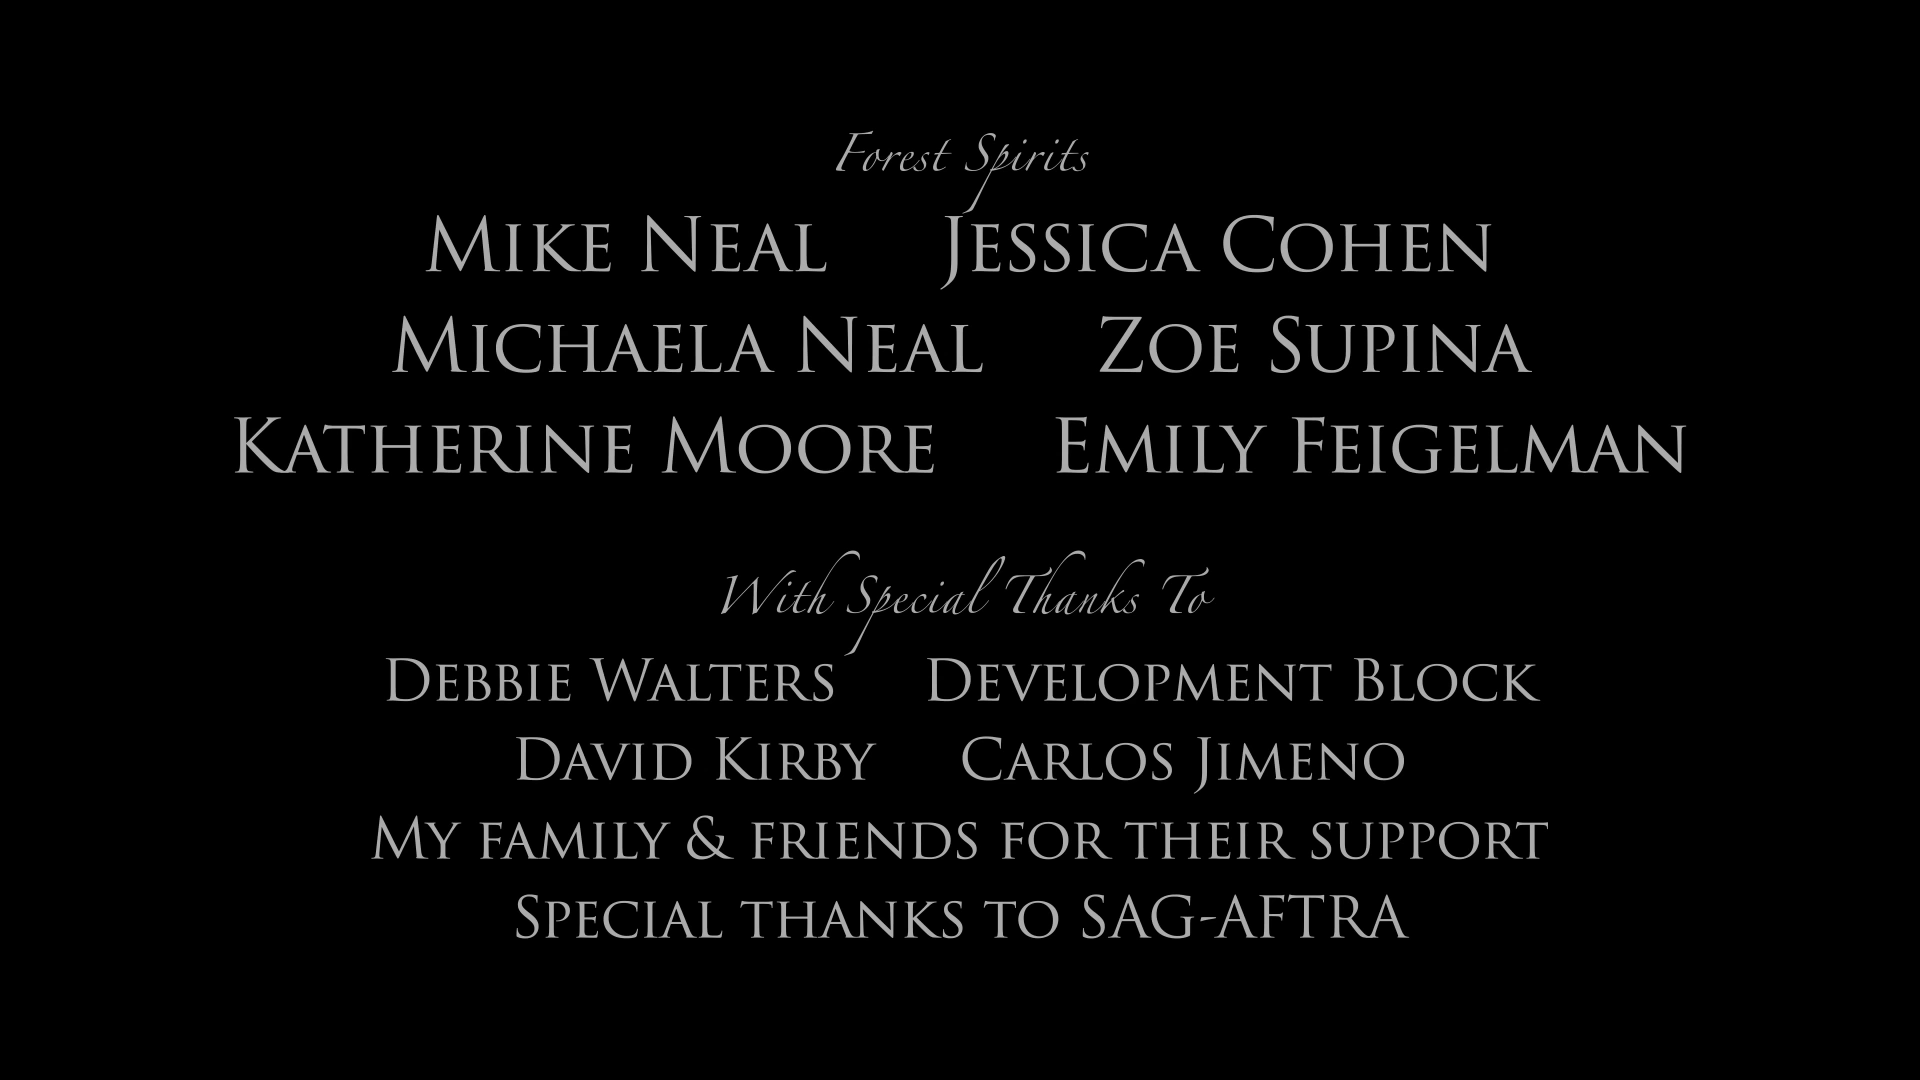 Forest Spirits
Mike Neal Jessica Cohen
Michaela Neal Zoe Supina
Katherine Moore Emily Feigelman
With Special Thanks To
Debbie Walters Development Block
David Kirby Carlos Jimeno
My family & friends for their support
Special thanks to SAG-AFTRA